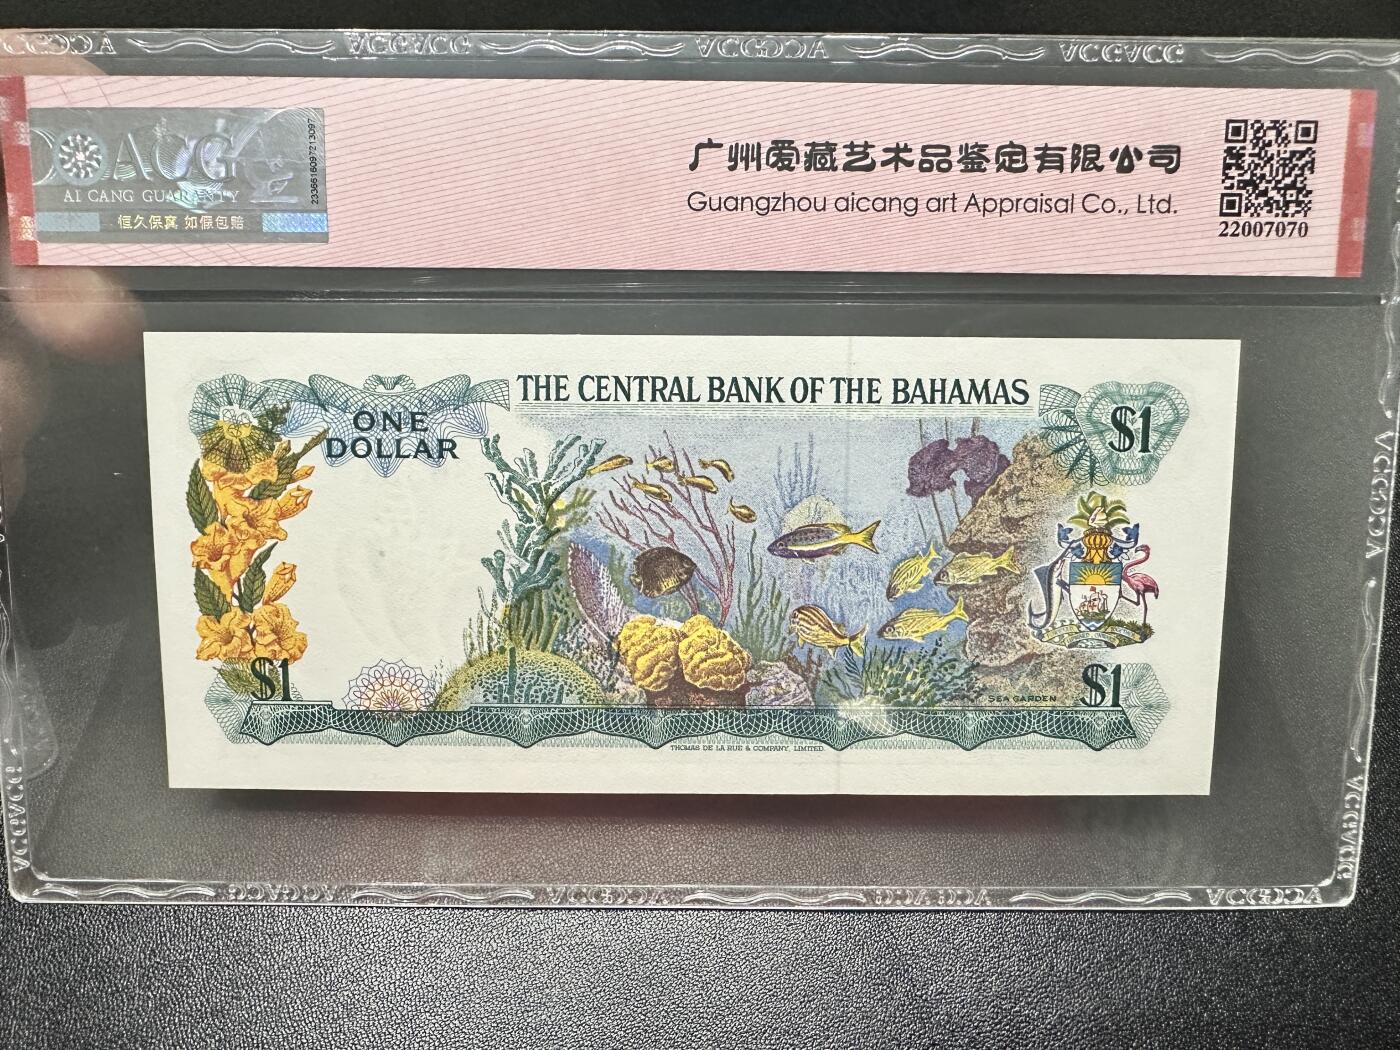 ACG
AI CANG GUARANTY
恒久保真 如假包赔
2336616097213097
广州爱藏艺术品鉴定有限公司
Guangzhou aicang art Appraisal Co., Ltd.
22007070
THE CENTRAL BANK OF THE BAHAMAS
ONE
DOLLAR
$1
$1
SEA GARDEN
$1
THOMAS DE LA RUE & COMPANY, LIMITED.